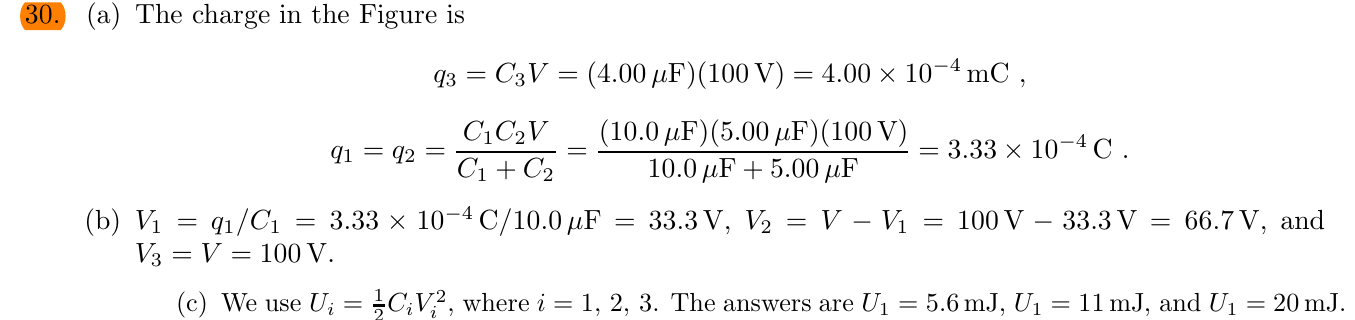 30. (a) The charge in the Figure is
q₃ = C₃V = (4.00 μF)(100 V) = 4.00 × 10⁻⁴ mC ,
q₁ = q₂ = C₁C₂V / C₁ + C₂ = (10.0 μF)(5.00 μF)(100 V) / 10.0 μF + 5.00 μF = 3.33 × 10⁻⁴ C .
(b) V₁ = q₁/C₁ = 3.33 × 10⁻⁴ C/10.0 μF = 33.3 V, V₂ = V − V₁ = 100 V − 33.3 V = 66.7 V, and
V₃ = V = 100 V.
(c) We use Uᵢ = ½CᵢVᵢ², where i = 1, 2, 3. The answers are U₁ = 5.6 mJ, U₁ = 11 mJ, and U₁ = 20 mJ.